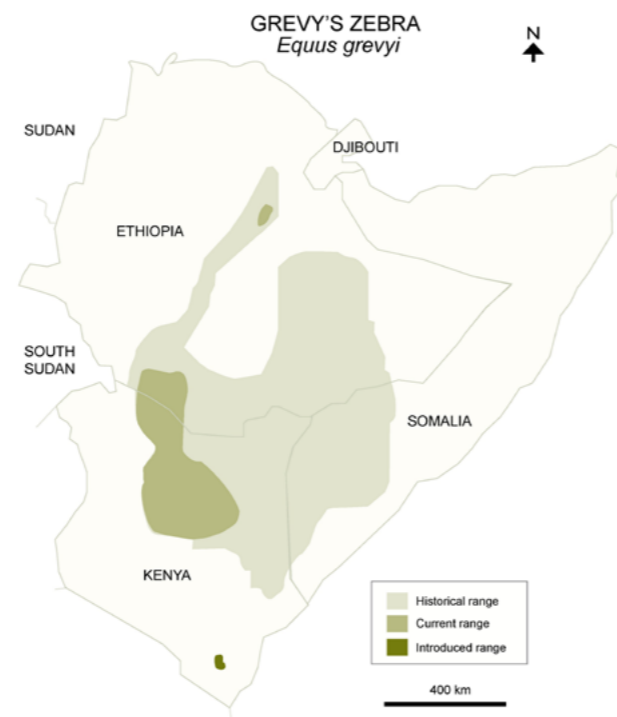 GREVY'S ZEBRA
Equus grevyi
N
SUDAN
DJIBOUTI
ETHIOPIA
SOUTH
SUDAN
SOMALIA
KENYA
Historical range
Current range
Introduced range
400 km